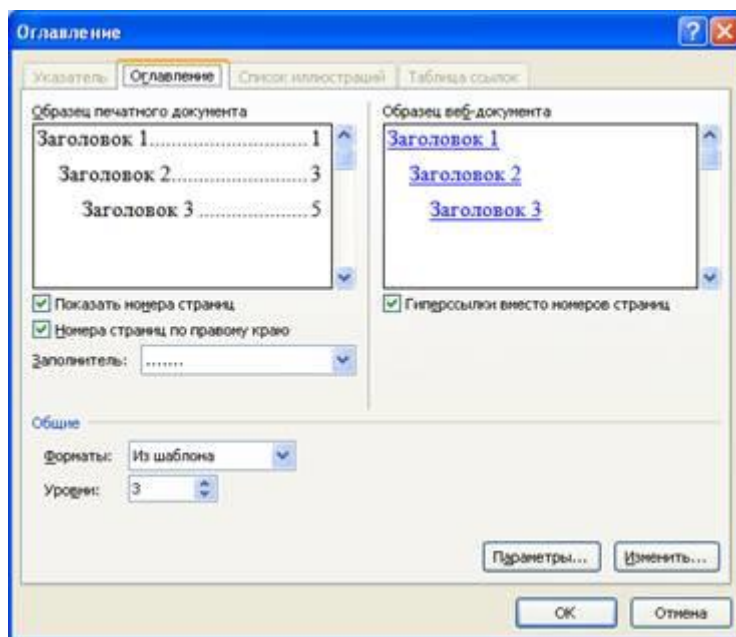 Оглавление
Указатель Оглавление Список иллюстраций Таблица ссылок
Образец печатного документа
Заголовок 1............................1
Заголовок 2.......................3
Заголовок 3 ...................5
Образец веб-документа
Заголовок 1
Заголовок 2
Заголовок 3
Показать номера страниц
Номера страниц по правому краю
Заполнитель: .......
Гиперссылки вместо номеров страниц
Общие
Форматы: Из шаблона
Уровни: 3
Параметры... Изменить...
ОК Отмена